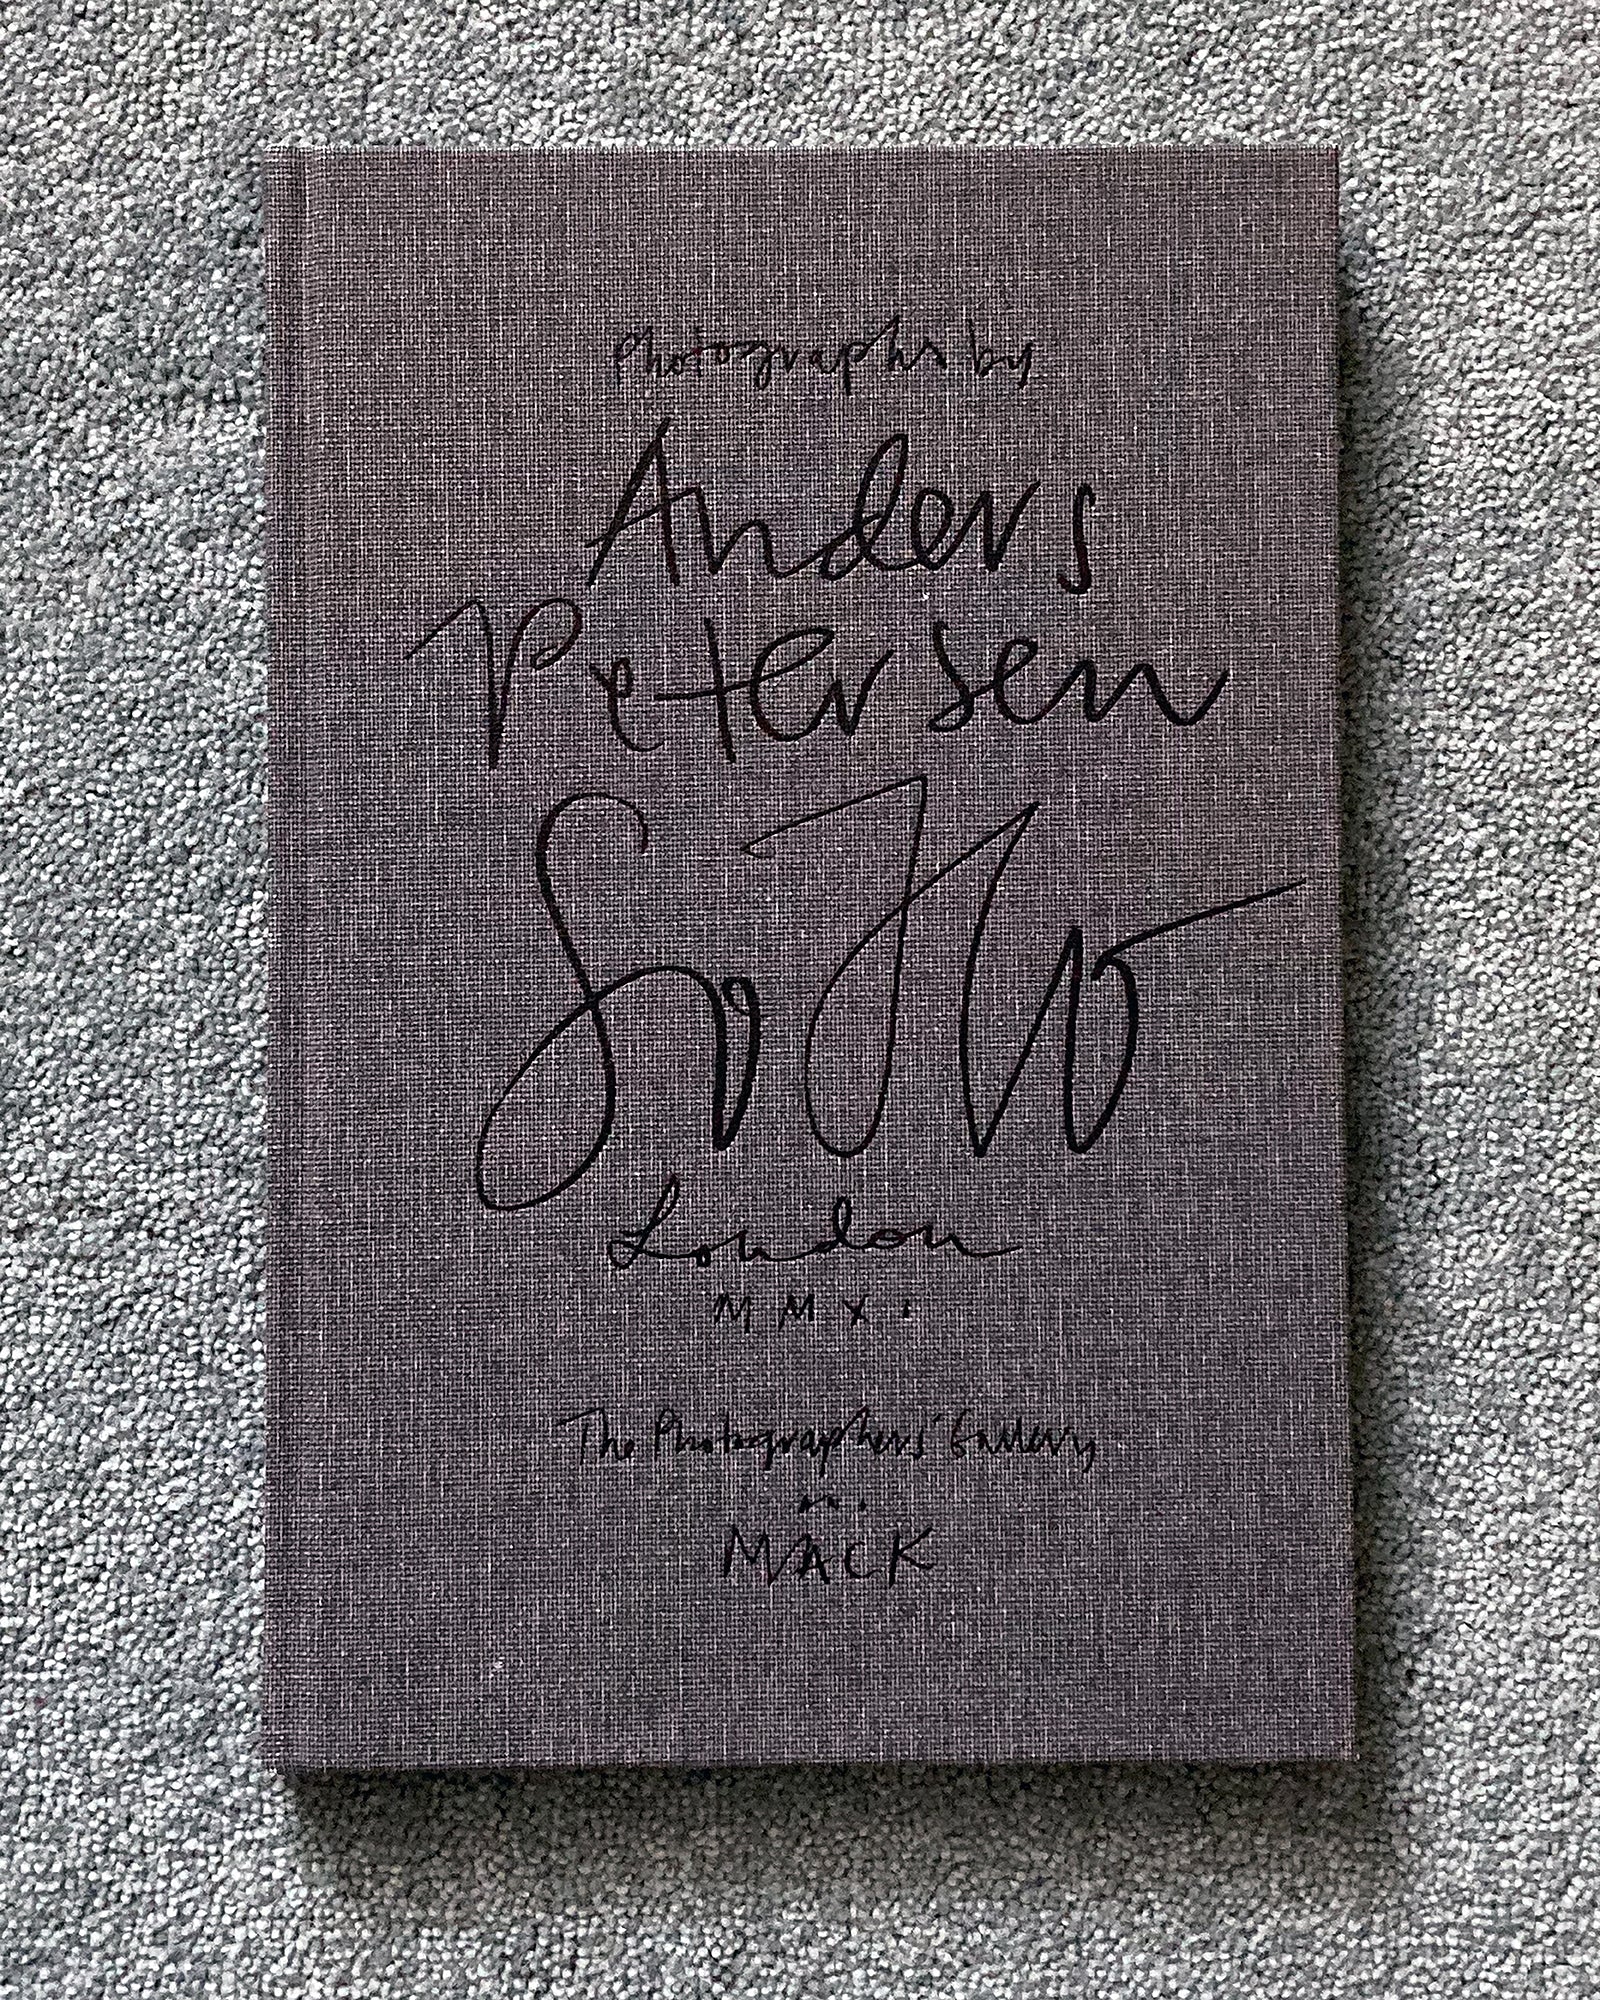 Photographs by
Anders
Petersen
SoHo
London
MMXI
The Photographers' Gallery
MACK